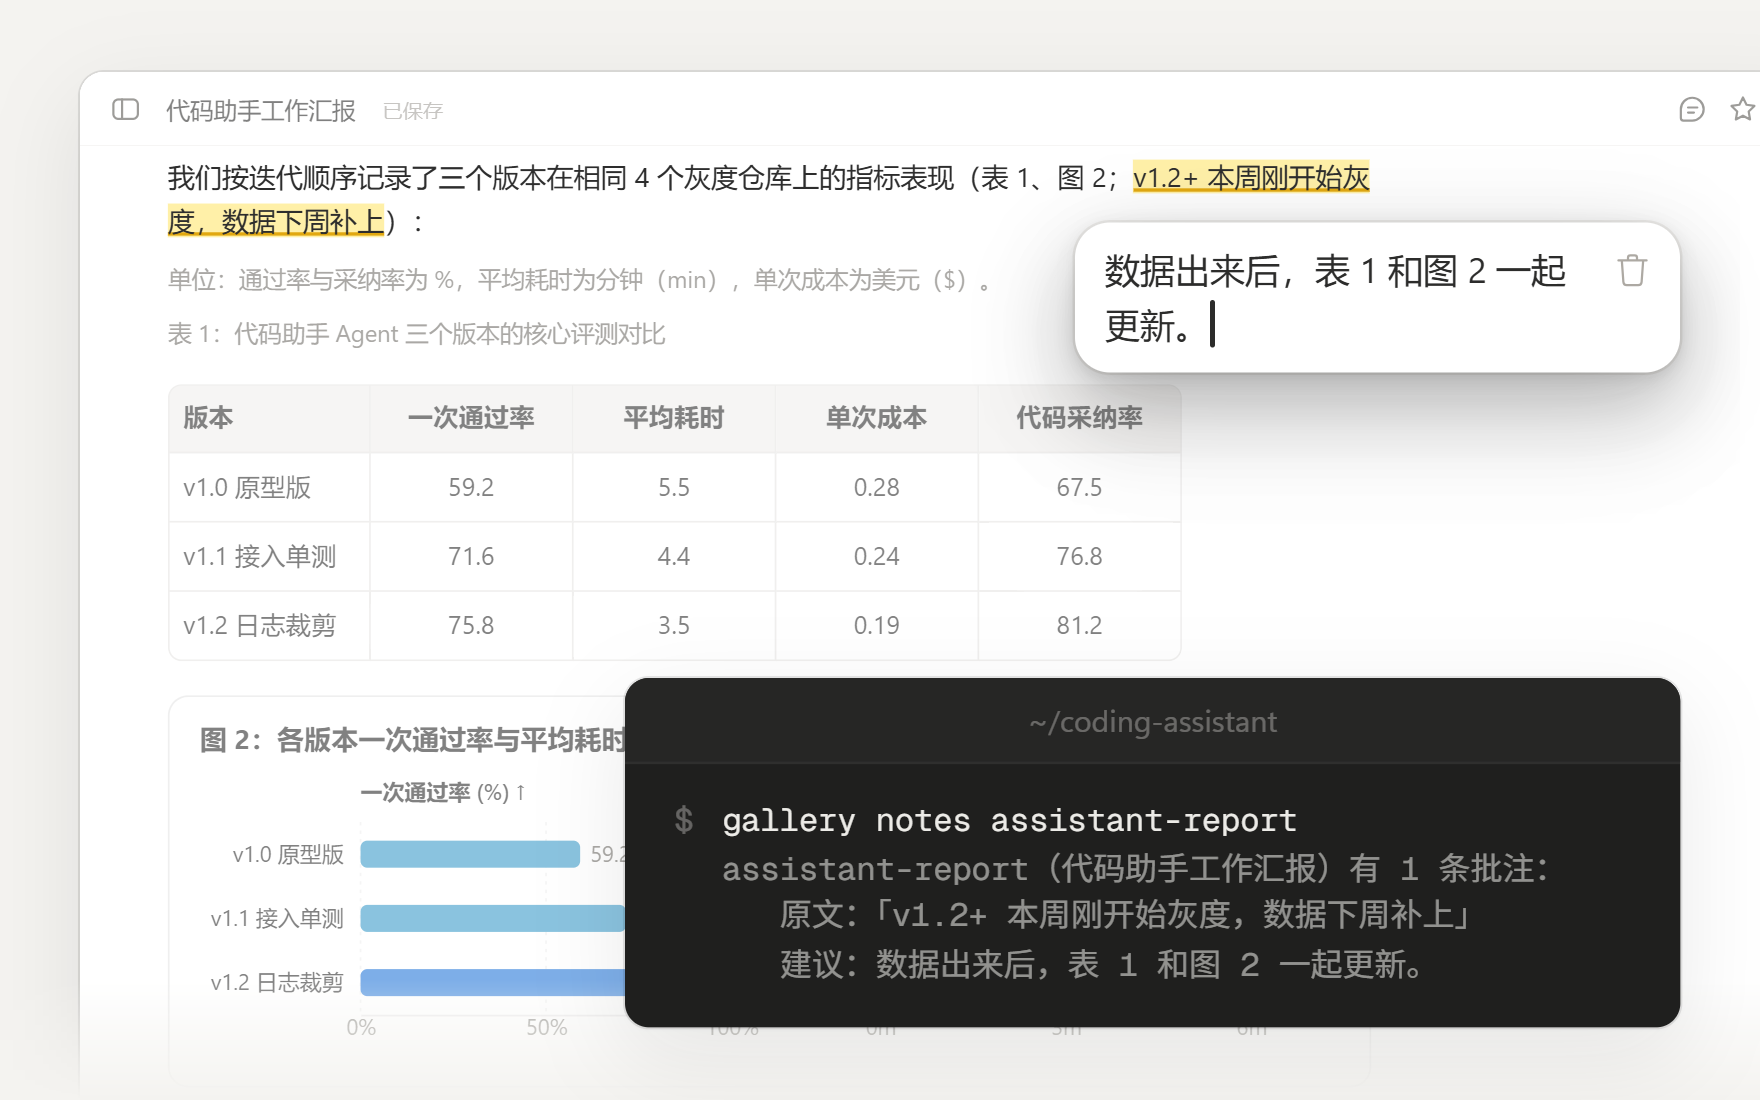 代码助手工作汇报 已保存
我们按迭代顺序记录了三个版本在相同 4 个灰度仓库上的指标表现（表 1、图 2；v1.2+ 本周刚开始灰
度，数据下周补上）：
数据出来后，表 1 和图 2 一起
更新。
单位：通过率与采纳率为 %，平均耗时为分钟（min），单次成本为美元（$）。
表 1：代码助手 Agent 三个版本的核心评测对比
版本 一次通过率 平均耗时 单次成本 代码采纳率
v1.0 原型版 59.2 5.5 0.28 67.5
v1.1 接入单测 71.6 4.4 0.24 76.8
v1.2 日志裁剪 75.8 3.5 0.19 81.2
图 2：各版本一次通过率与平均耗时
一次通过率 (%) ↑
v1.0 原型版 59.2
v1.1 接入单测
v1.2 日志裁剪
0% 50% 100% 0m 3m 6m
~/coding-assistant
$ gallery notes assistant-report
assistant-report（代码助手工作汇报）有 1 条批注：
原文：「v1.2+ 本周刚开始灰度，数据下周补上」
建议：数据出来后，表 1 和图 2 一起更新。